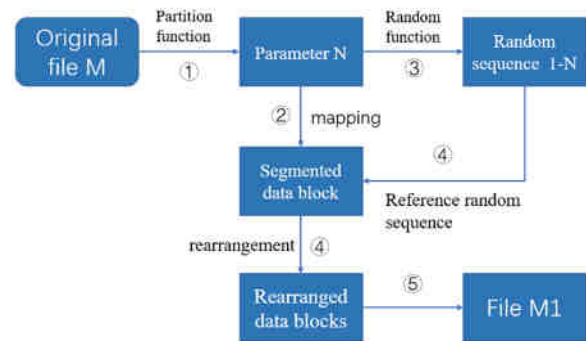 Original
file M
Partition
function
①
Parameter N
Random
function
③
Random
sequence 1-N
②
mapping
④
Segmented
data block
Reference random
sequence
rearrangement
④
Rearranged
data blocks
⑤
File M1